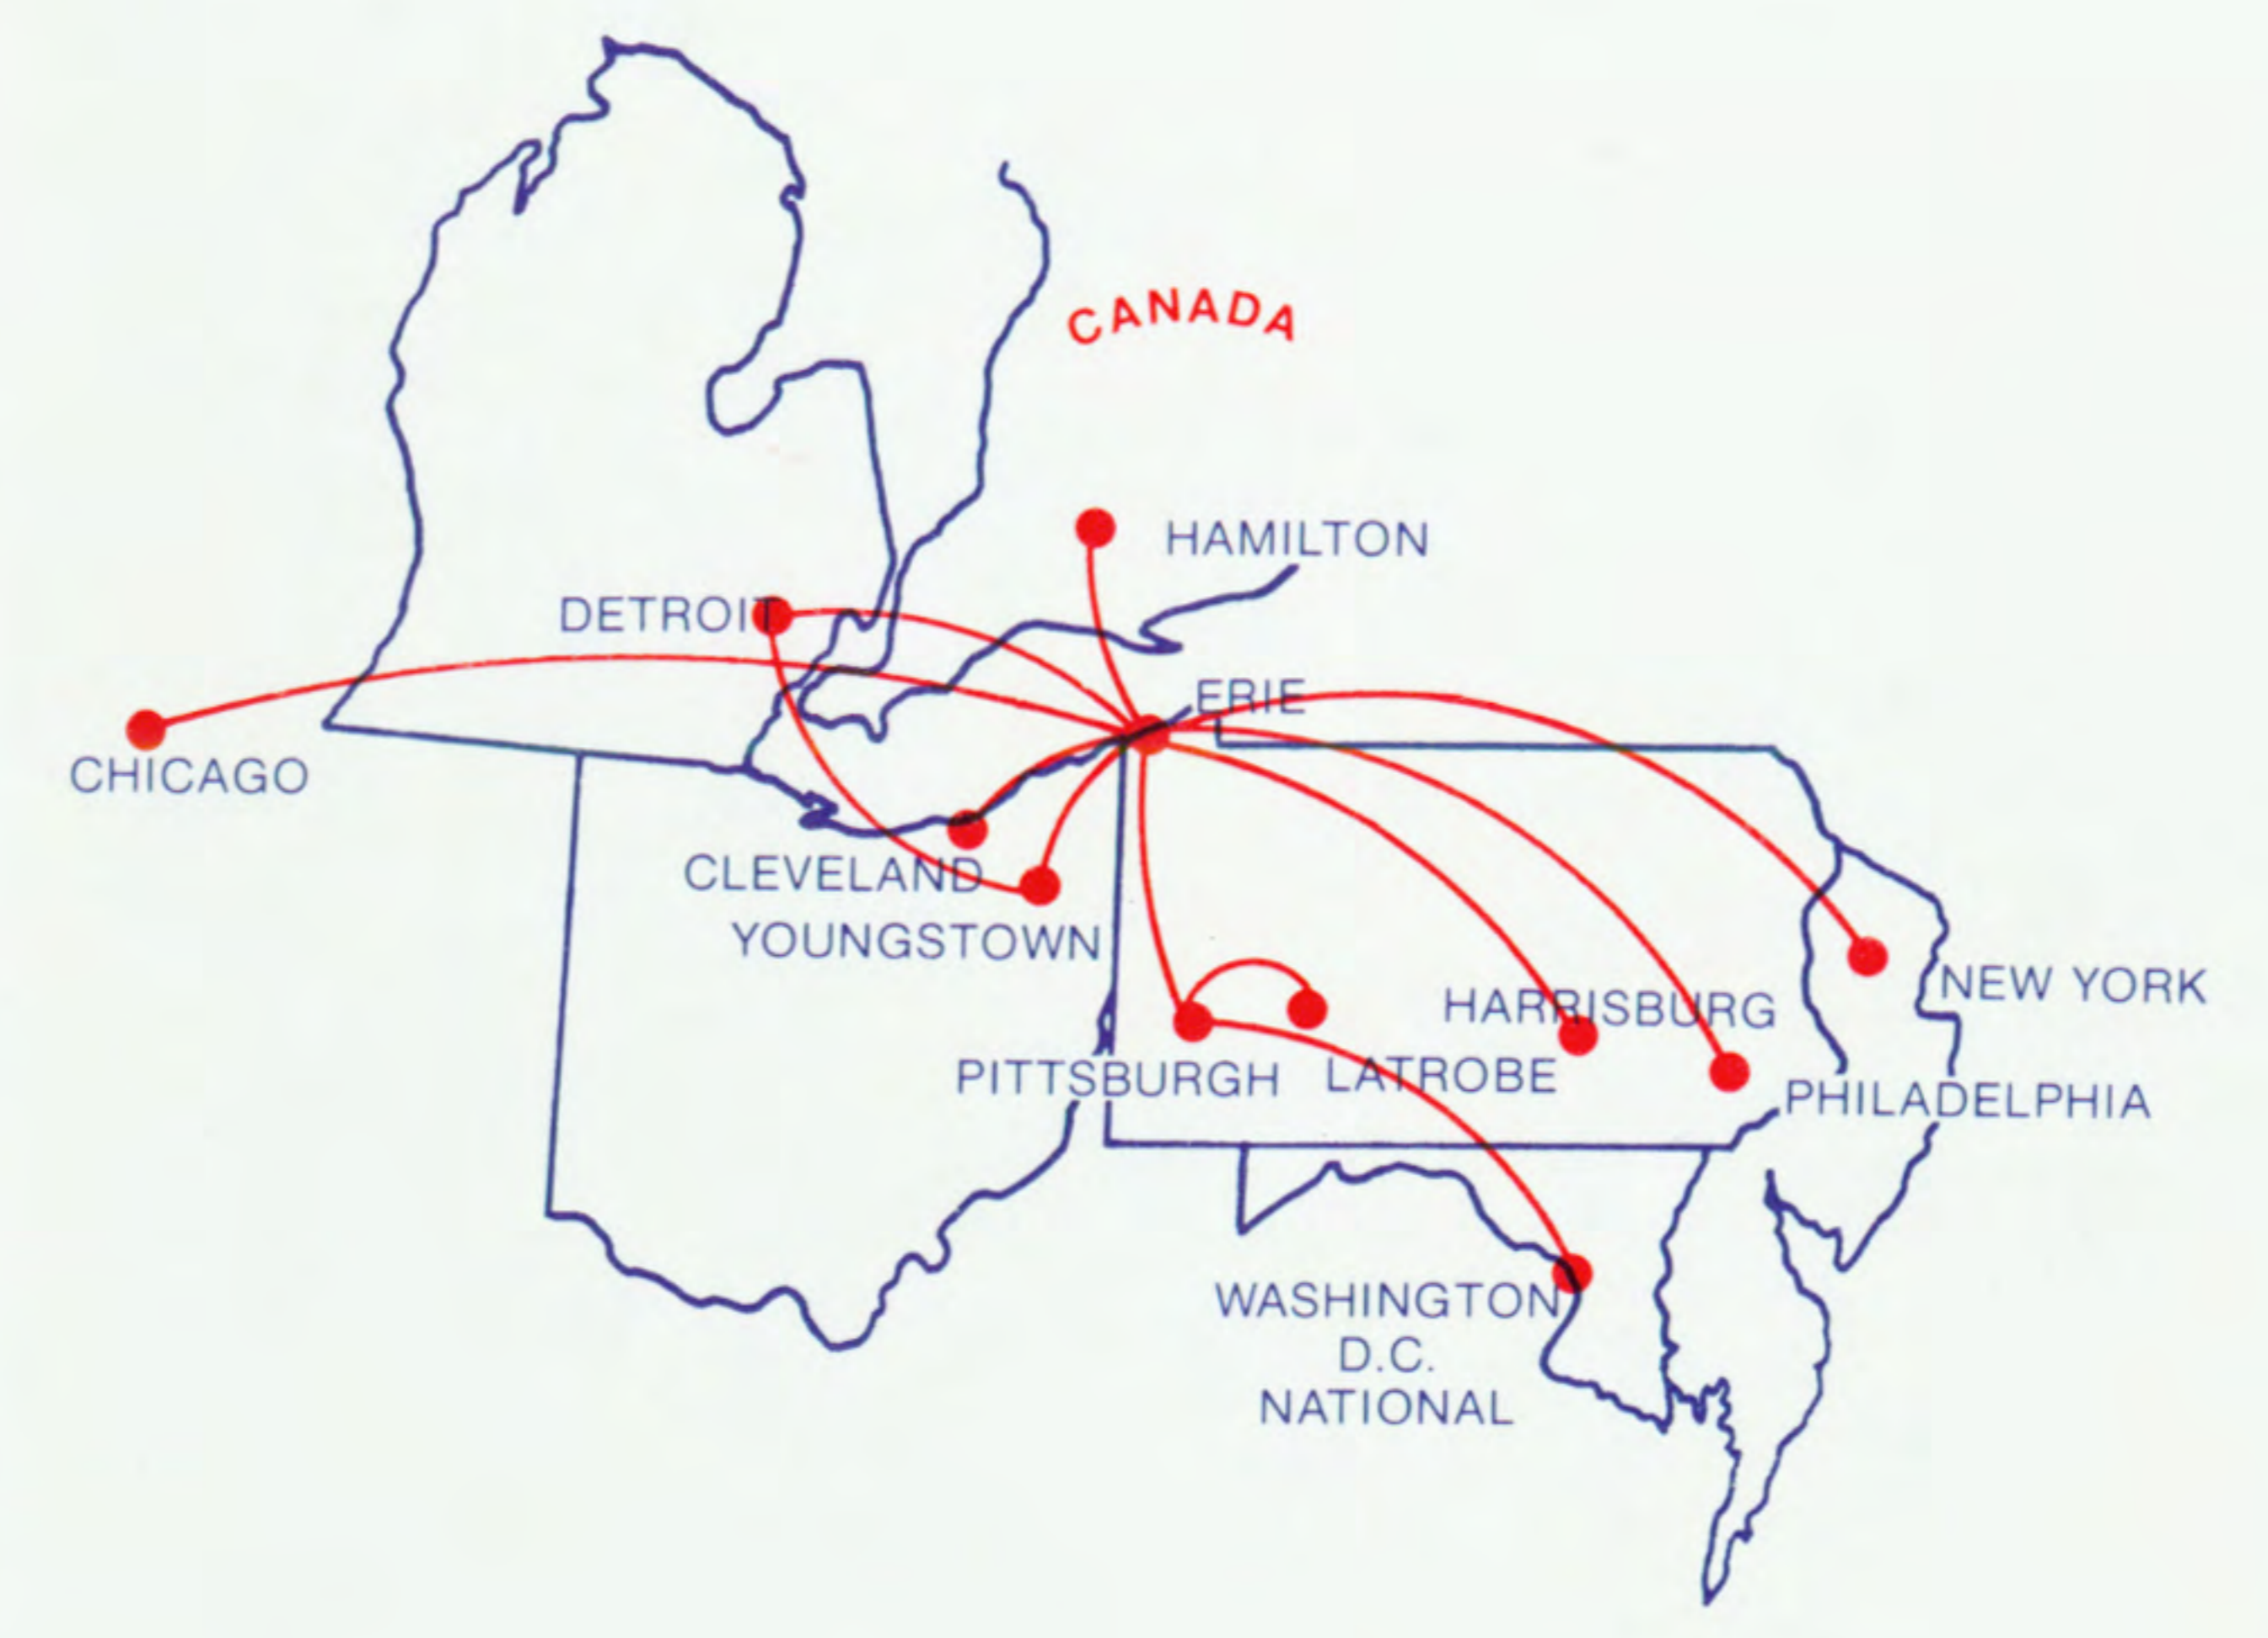 CANADA
HAMILTON
DETROIT
ERIE
CHICAGO
CLEVELAND
YOUNGSTOWN
NEW YORK
HARRISBURG
PITTSBURGH
LATROBE
PHILADELPHIA
WASHINGTON
D.C.
NATIONAL